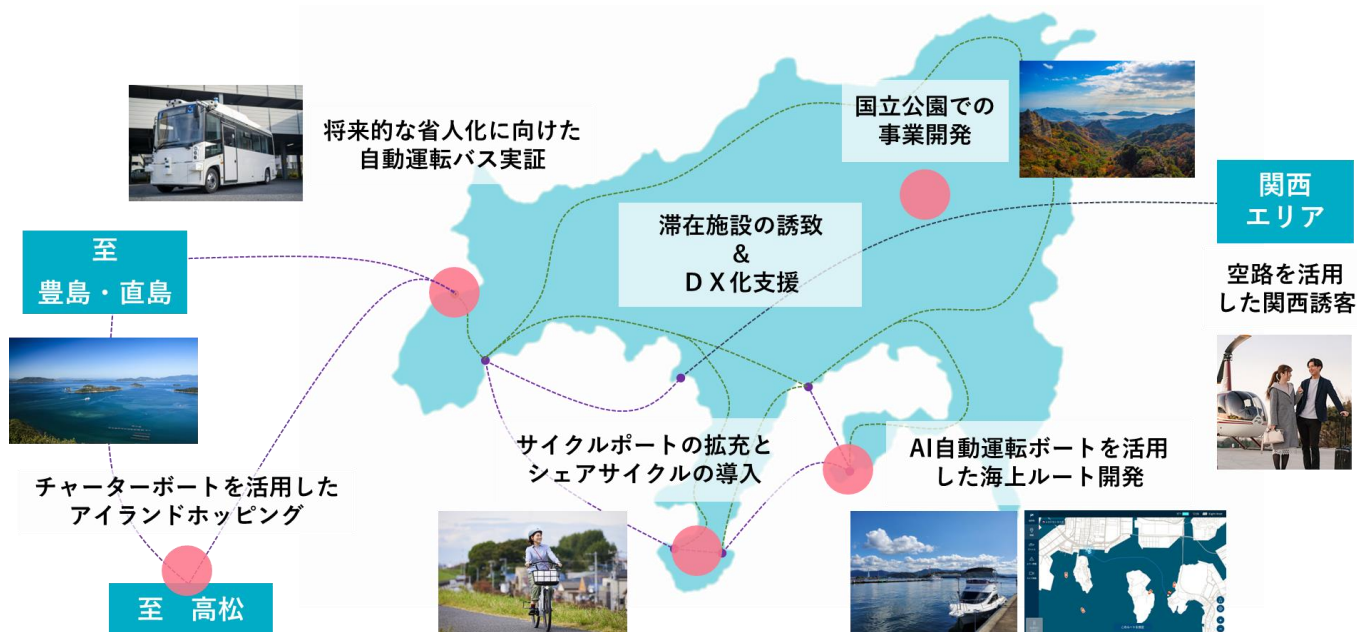 将来的な省人化に向けた
自動運転バス実証
国立公園での
事業開発
関西
エリア
滞在施設の誘致
&
ＤＸ化支援
至
豊島・直島
空路を活用
した関西誘客
サイクルポートの拡充と
シェアサイクルの導入
AI自動運転ボートを活用
した海上ルート開発
チャーターボートを活用した
アイランドホッピング
至　高松